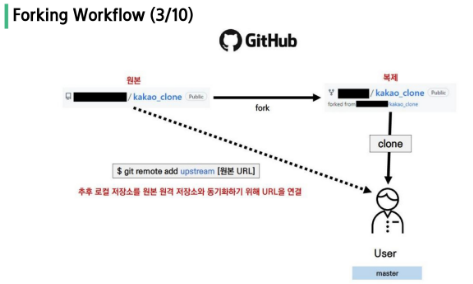 Forking Workflow (3/10)
GitHub
원본
/ kakao_clone Public
fork
복제
/ kakao_clone Public
forked from /kakao_clone
clone
$ git remote add upstream [원본 URL]
추후 로컬 저장소를 원본 원격 저장소와 동기화하기 위해 URL을 연결
User
master